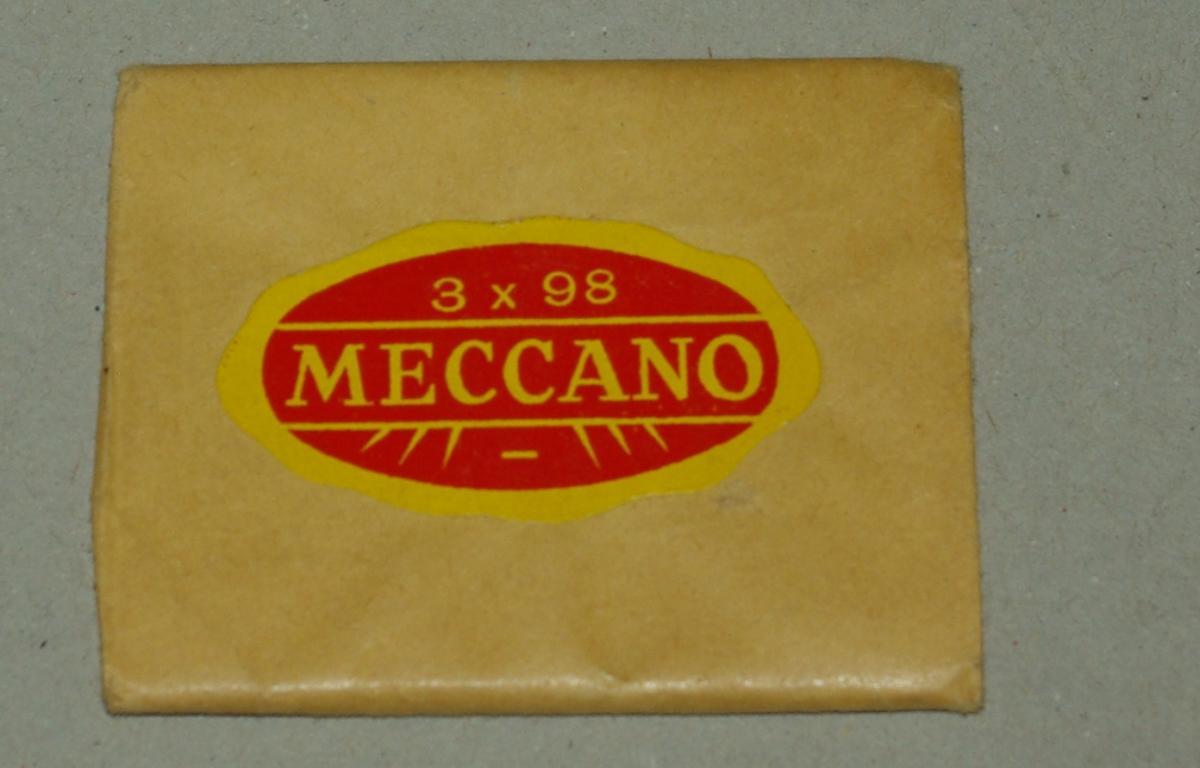 3 x 98
MECCANO
–